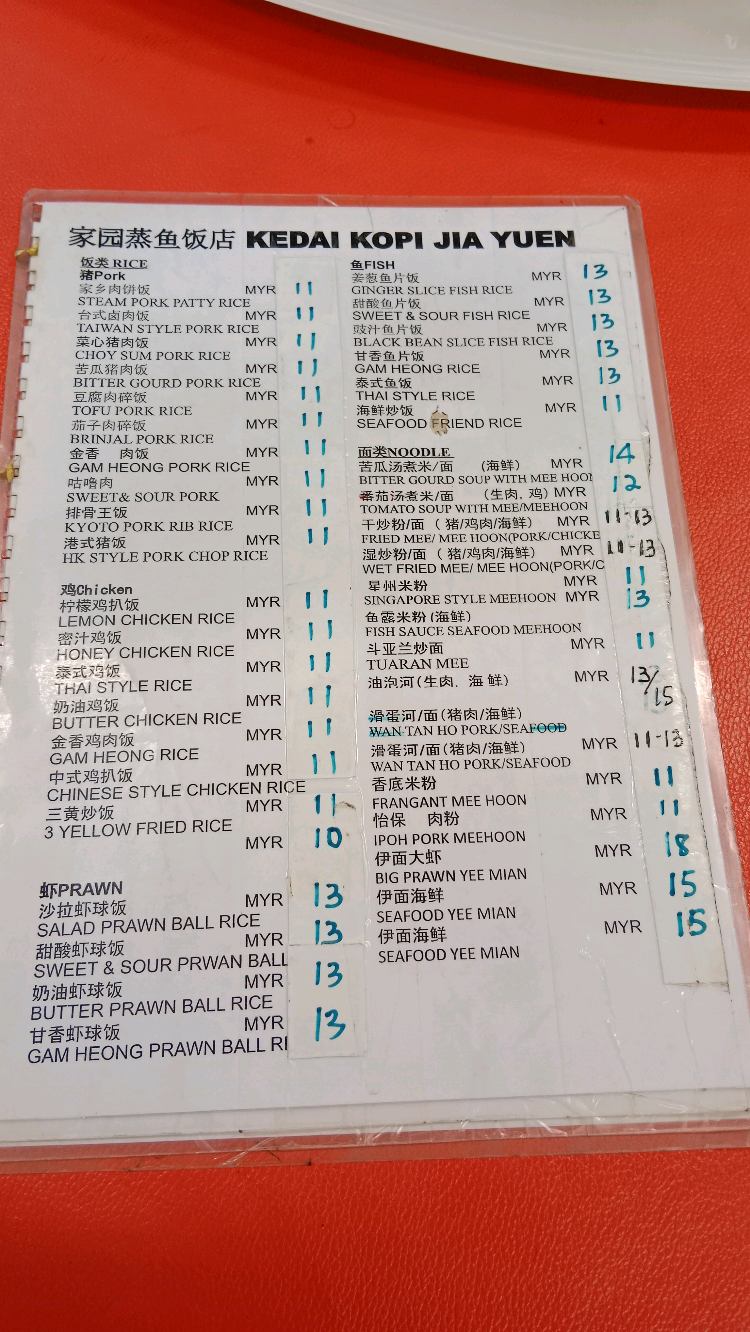 家园蒸鱼饭店 KEDAI KOPI JIA YUEN
饭类 RICE
猪Pork
家乡肉饼饭 MYR 11
STEAM PORK PATTY RICE
台式卤肉饭 MYR 11
TAIWAN STYLE PORK RICE
菜心猪肉饭 MYR 11
CHOY SUM PORK RICE
苦瓜猪肉饭 MYR 11
BITTER GOURD PORK RICE
豆腐肉碎饭 MYR 11
TOFU PORK RICE
茄子肉碎饭 MYR 11
BRINJAL PORK RICE
金香 肉饭 MYR 11
GAM HEONG PORK RICE
咕噜肉 MYR 11
SWEET& SOUR PORK
排骨王饭 MYR 11
KYOTO PORK RIB RICE
港式猪饭 MYR 11
HK STYLE PORK CHOP RICE
鸡Chicken
柠檬鸡扒饭 MYR 11
LEMON CHICKEN RICE
密汁鸡饭 MYR 11
HONEY CHICKEN RICE
泰式鸡饭 MYR 11
THAI STYLE RICE
奶油鸡饭 MYR 11
BUTTER CHICKEN RICE
金香鸡肉饭 MYR 11
GAM HEONG RICE
中式鸡扒饭 MYR 11
CHINESE STYLE CHICKEN RICE
三黄炒饭 MYR 11
3 YELLOW FRIED RICE
MYR 10
虾PRAWN
沙拉虾球饭 MYR 13
SALAD PRAWN BALL RICE
甜酸虾球饭 MYR 13
SWEET & SOUR PRWAN BALL
奶油虾球饭 MYR 13
BUTTER PRAWN BALL RICE
甘香虾球饭 MYR 13
GAM HEONG PRAWN BALL RI
鱼FISH
姜葱鱼片饭 MYR 13
GINGER SLICE FISH RICE
甜酸鱼片饭 MYR 13
SWEET & SOUR FISH RICE
豉汁鱼片饭 MYR 13
BLACK BEAN SLICE FISH RICE
甘香鱼片饭 MYR 13
GAM HEONG RICE
泰式鱼饭 MYR 13
THAI STYLE RICE
海鲜炒饭 MYR 11
SEAFOOD FRIEND RICE
面类NOODLE
苦瓜汤煮米/面 (海鲜) MYR 14
BITTER GOURD SOUP WITH MEE HOON
番茄汤煮米/面 (生肉, 鸡) MYR 12
TOMATO SOUP WITH MEE/MEEHOON
干炒粉/面 ( 猪/鸡肉/海鲜) MYR 11-13
FRIED MEE/ MEE HOON(PORK/CHICKE
湿炒粉/面 ( 猪/鸡肉/海鲜) MYR 11-13
WET FRIED MEE/ MEE HOON(PORK/C
星州米粉 MYR 11
SINGAPORE STYLE MEEHOON MYR 13
鱼露米粉 (海鲜)
FISH SAUCE SEAFOOD MEEHOON
斗亚兰炒面 MYR 11
TUARAN MEE
油泡河(生肉, 海 鲜) MYR 13/15
滑蛋河/面(猪肉/海鲜)
WAN TAN HO PORK/SEAFOOD
滑蛋河/面(猪肉/海鲜) MYR 11-13
WAN TAN HO PORK/SEAFOOD
香底米粉 MYR 11
FRANGANT MEE HOON
怡保 肉粉 MYR 11
IPOH PORK MEEHOON
伊面大虾 MYR 18
BIG PRAWN YEE MIAN
伊面海鲜 MYR 15
SEAFOOD YEE MIAN
伊面海鲜 MYR 15
SEAFOOD YEE MIAN